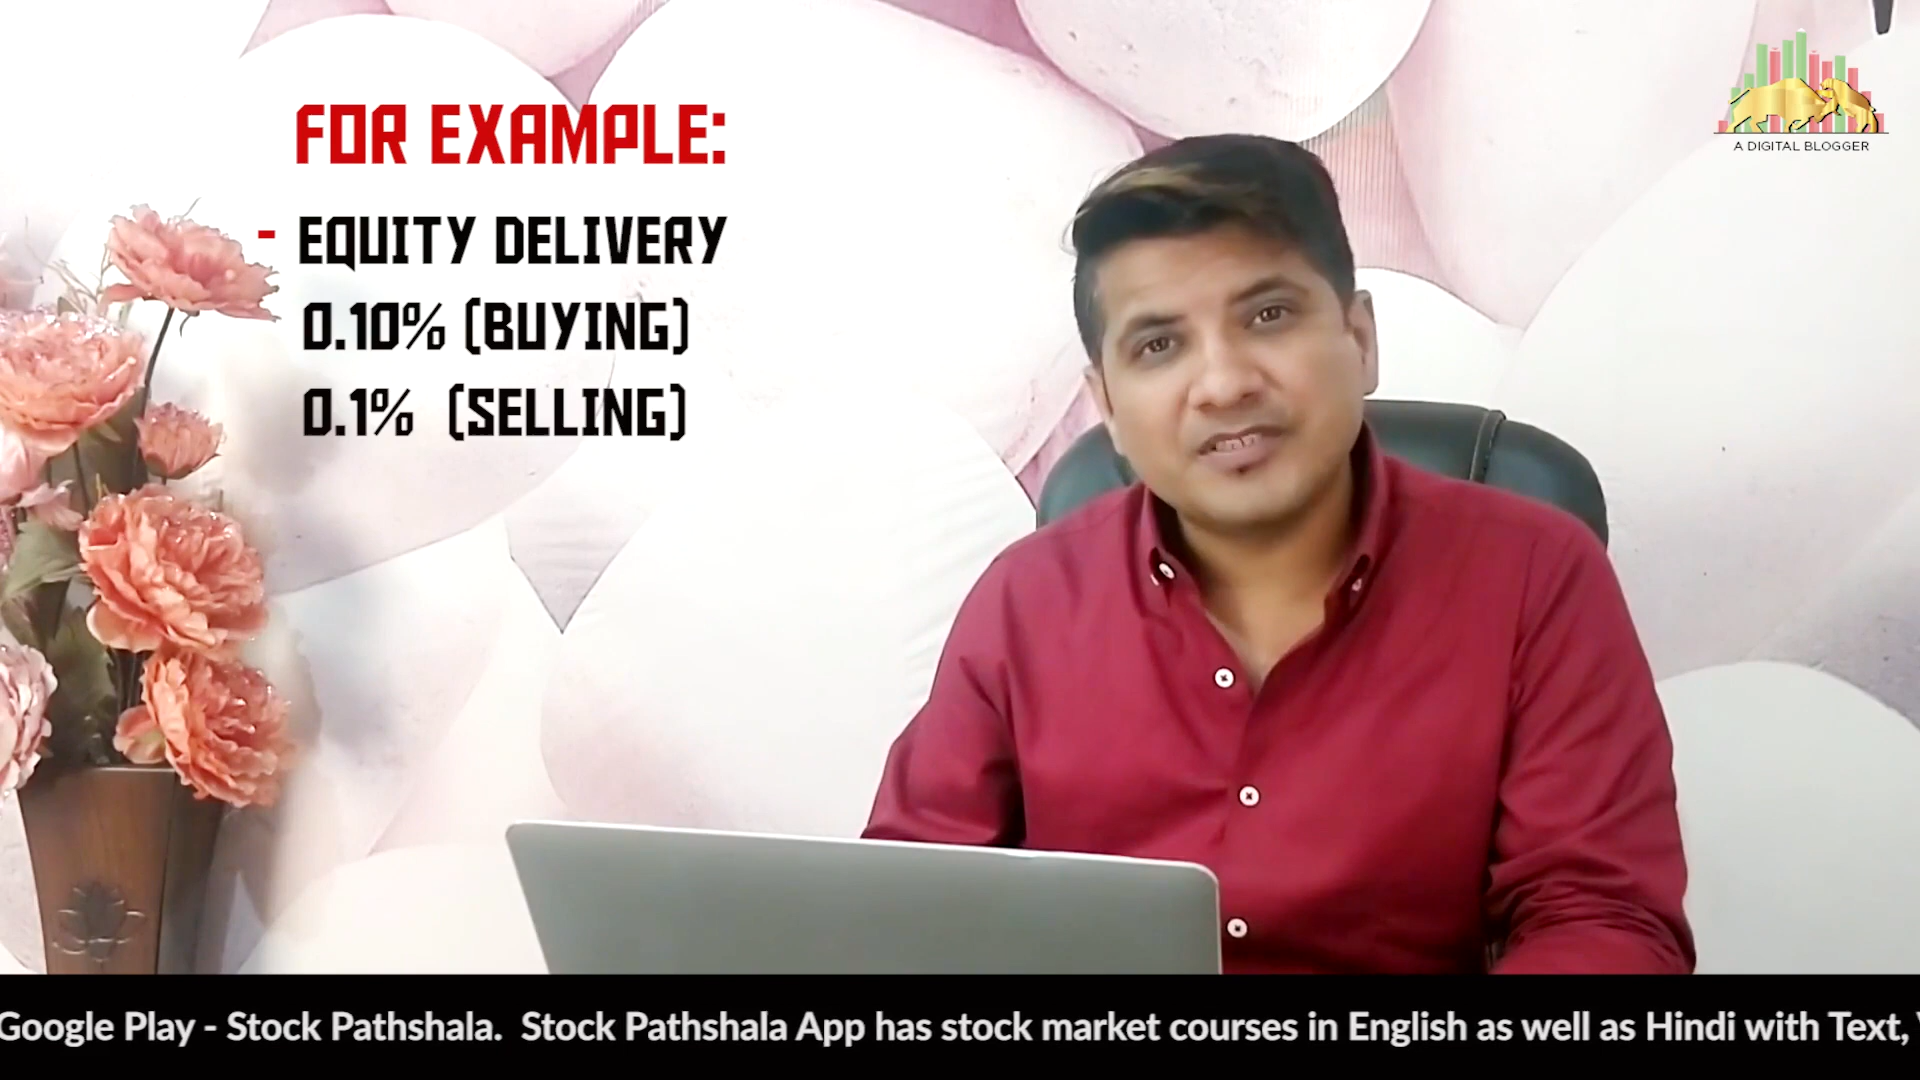 FOR EXAMPLE:
- EQUITY DELIVERY
0.10% (BUYING)
0.1% (SELLING)
A DIGITAL BLOGGER
Google Play - Stock Pathshala. Stock Pathshala App has stock market courses in English as well as Hindi with Text,